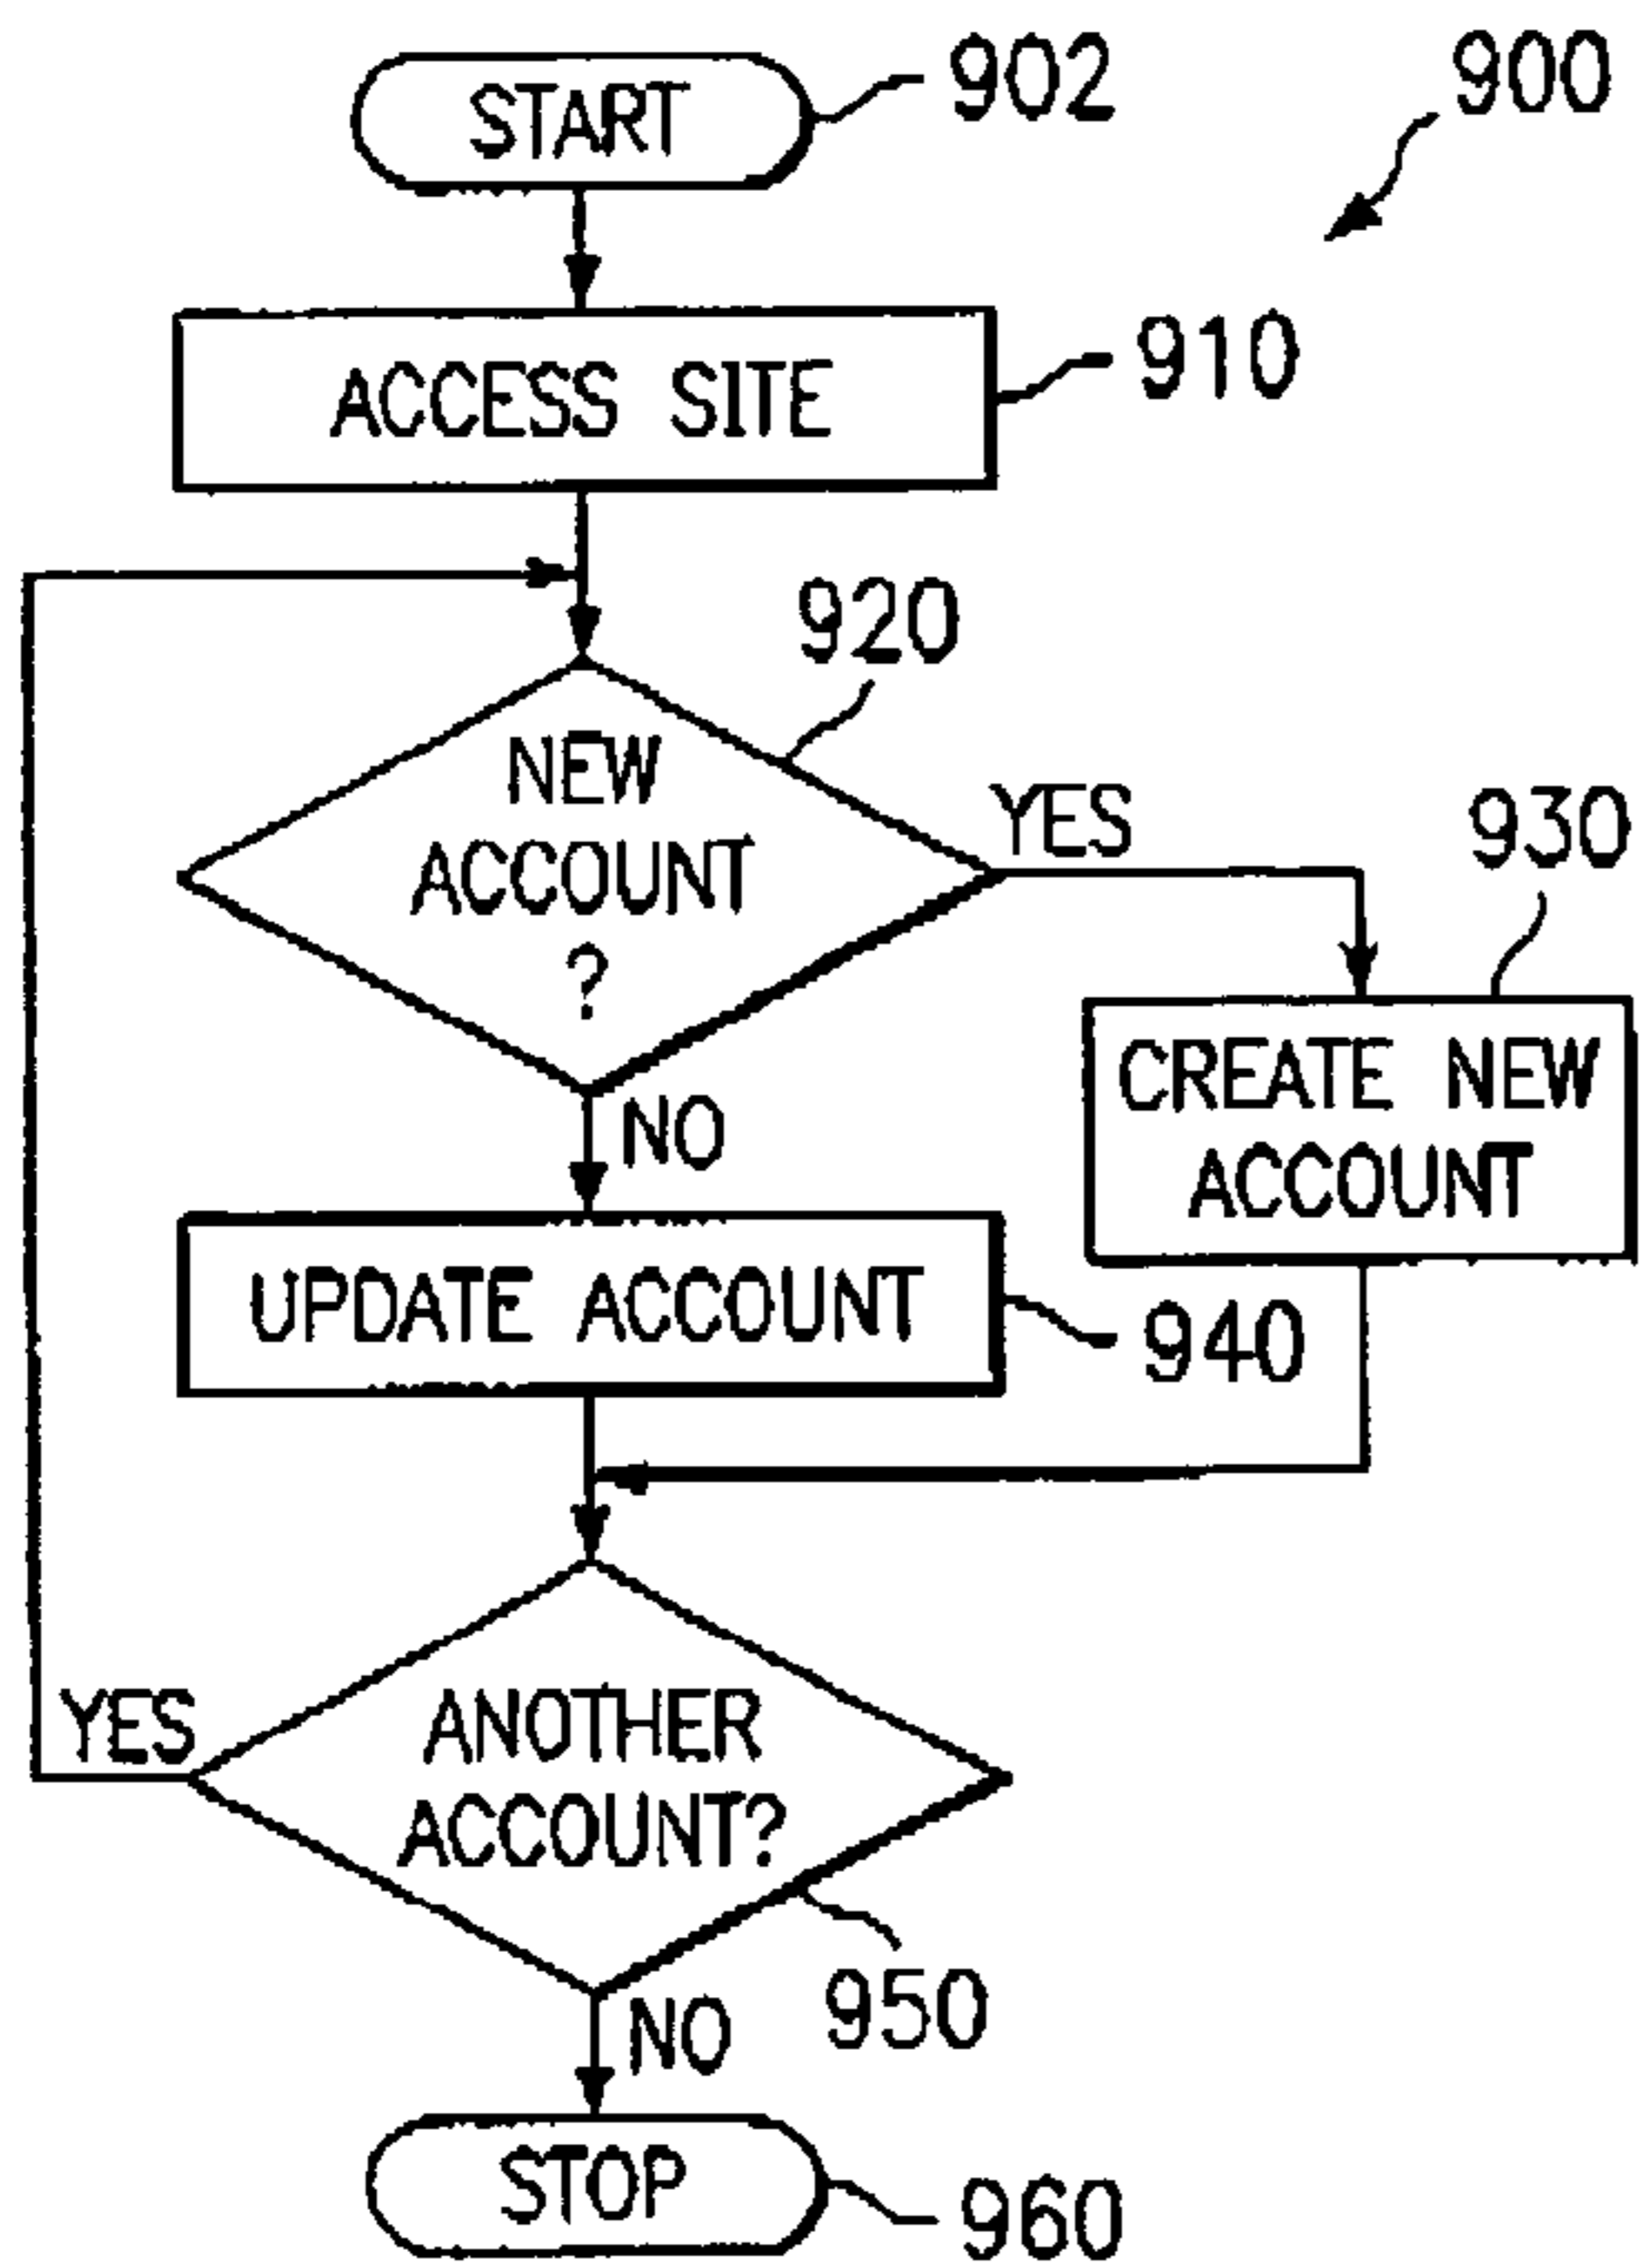 START
902
900
ACCESS SITE
910
920
NEW
ACCOUNT
?
YES
930
CREATE NEW
ACCOUNT
NO
UPDATE ACCOUNT
940
YES
ANOTHER
ACCOUNT?
950
NO
STOP
960